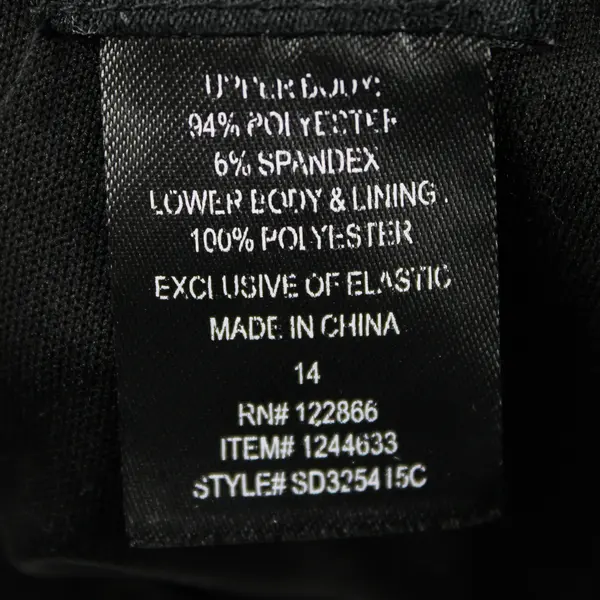 UPPER BODY:
94% POLYESTER
6% SPANDEX
LOWER BODY & LINING:
100% POLYESTER
EXCLUSIVE OF ELASTIC
MADE IN CHINA
14
RN# 122866
ITEM# 1244633
STYLE# SD325415C